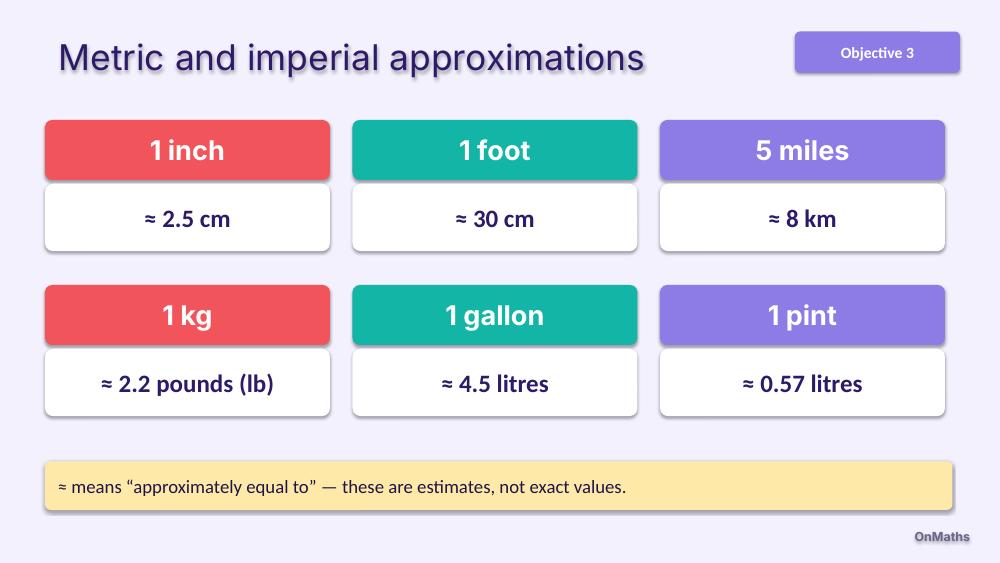 Metric and imperial approximations
Objective 3
1 inch
1 foot
5 miles
≈ 2.5 cm
≈ 30 cm
≈ 8 km
1 kg
1 gallon
1 pint
≈ 2.2 pounds (lb)
≈ 4.5 litres
≈ 0.57 litres
≈ means “approximately equal to” — these are estimates, not exact values.
OnMaths